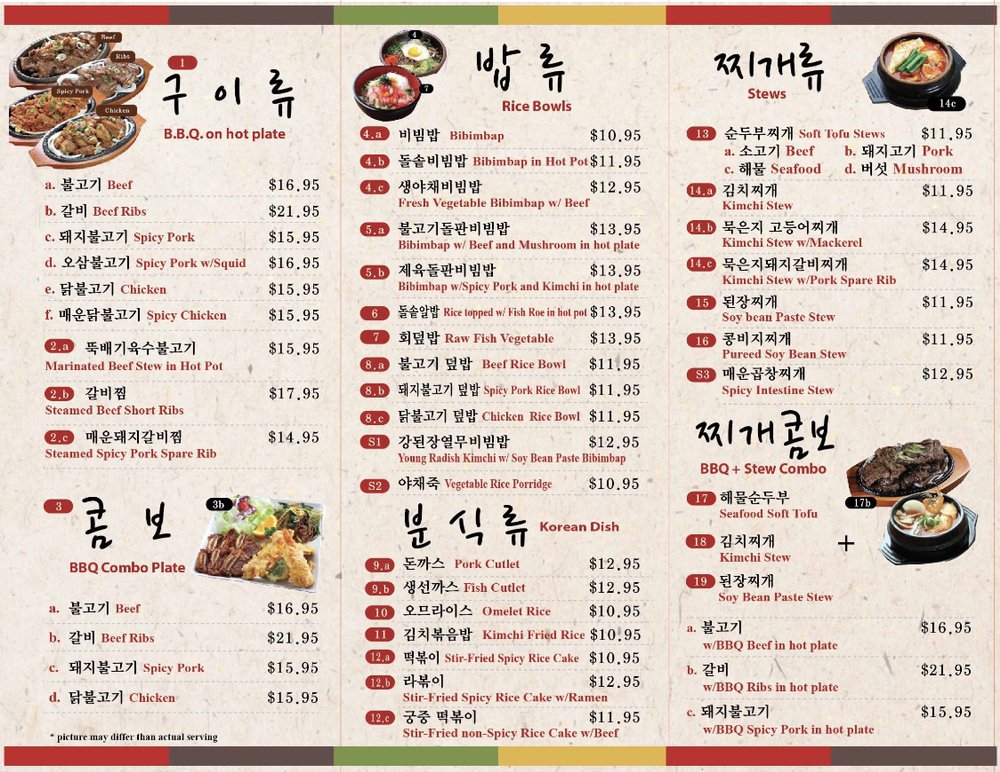 Beef
Ribs
Spicy Pork
Chicken
1
구이류
B.B.Q. on hot plate
a. 불고기 Beef $16.95
b. 갈비 Beef Ribs $21.95
c. 돼지불고기 Spicy Pork $15.95
d. 오삼불고기 Spicy Pork w/Squid $16.95
e. 닭불고기 Chicken $15.95
f. 매운닭불고기 Spicy Chicken $15.95
2.a 뚝배기육수불고기 $15.95
Marinated Beef Stew in Hot Pot
2.b 갈비찜 $17.95
Steamed Beef Short Ribs
2.c 매운돼지갈비찜 $14.95
Steamed Spicy Pork Spare Rib
3
콤보
3b
BBQ Combo Plate
a. 불고기 Beef $16.95
b. 갈비 Beef Ribs $21.95
c. 돼지불고기 Spicy Pork $15.95
d. 닭불고기 Chicken $15.95
* picture may differ than actual serving
4
7
밥류
Rice Bowls
4.a 비빔밥 Bibimbap $10.95
4.b 돌솥비빔밥 Bibimbap in Hot Pot $11.95
4.c 생야채비빔밥 $12.95
Fresh Vegetable Bibimbap w/ Beef
5.a 불고기돌판비빔밥 $13.95
Bibimbap w/ Beef and Mushroom in hot plate
5.b 제육돌판비빔밥 $13.95
Bibimbap w/Spicy Pork and Kimchi in hot plate
6 돌솥알밥 Rice topped w/ Fish Roe in hot pot $13.95
7 회덮밥 Raw Fish Vegetable $13.95
8.a 불고기 덮밥 Beef Rice Bowl $11.95
8.b 돼지불고기 덮밥 Spicy Pork Rice Bowl $11.95
8.c 닭불고기 덮밥 Chicken Rice Bowl $11.95
S1 강된장열무비빔밥 $12.95
Young Radish Kimchi w/ Soy Bean Paste Bibimbap
S2 야채죽 Vegetable Rice Porridge $10.95
분식류 Korean Dish
9.a 돈까스 Pork Cutlet $12.95
9.b 생선까스 Fish Cutlet $12.95
10 오므라이스 Omelet Rice $10.95
11 김치볶음밥 Kimchi Fried Rice $10.95
12.a 떡볶이 Stir-Fried Spicy Rice Cake $10.95
12.b 라볶이 $12.95
Stir-Fried Spicy Rice Cake w/Ramen
12.c 궁중 떡볶이 $11.95
Stir-Fried non-Spicy Rice Cake w/Beef
찌개류
Stews
14c
13 순두부찌개 Soft Tofu Stews $11.95
a. 소고기 Beef b. 돼지고기 Pork
c. 해물 Seafood d. 버섯 Mushroom
14.a 김치찌개 $11.95
Kimchi Stew
14.b 묵은지 고등어찌개 $14.95
Kimchi Stew w/Mackerel
14.c 묵은지돼지갈비찌개 $14.95
Kimchi Stew w/Pork Spare Rib
15 된장찌개 $11.95
Soy bean Paste Stew
16 콩비지찌개 $11.95
Pureed Soy Bean Stew
S3 매운곱창찌개 $12.95
Spicy Intestine Stew
찌개콤보
BBQ + Stew Combo
17b
17 해물순두부
Seafood Soft Tofu
18 김치찌개
Kimchi Stew
+
19 된장찌개
Soy Bean Paste Stew
a. 불고기 $16.95
w/BBQ Beef in hot plate
b. 갈비 $21.95
w/BBQ Ribs in hot plate
c. 돼지불고기 $15.95
w/BBQ Spicy Pork in hot plate